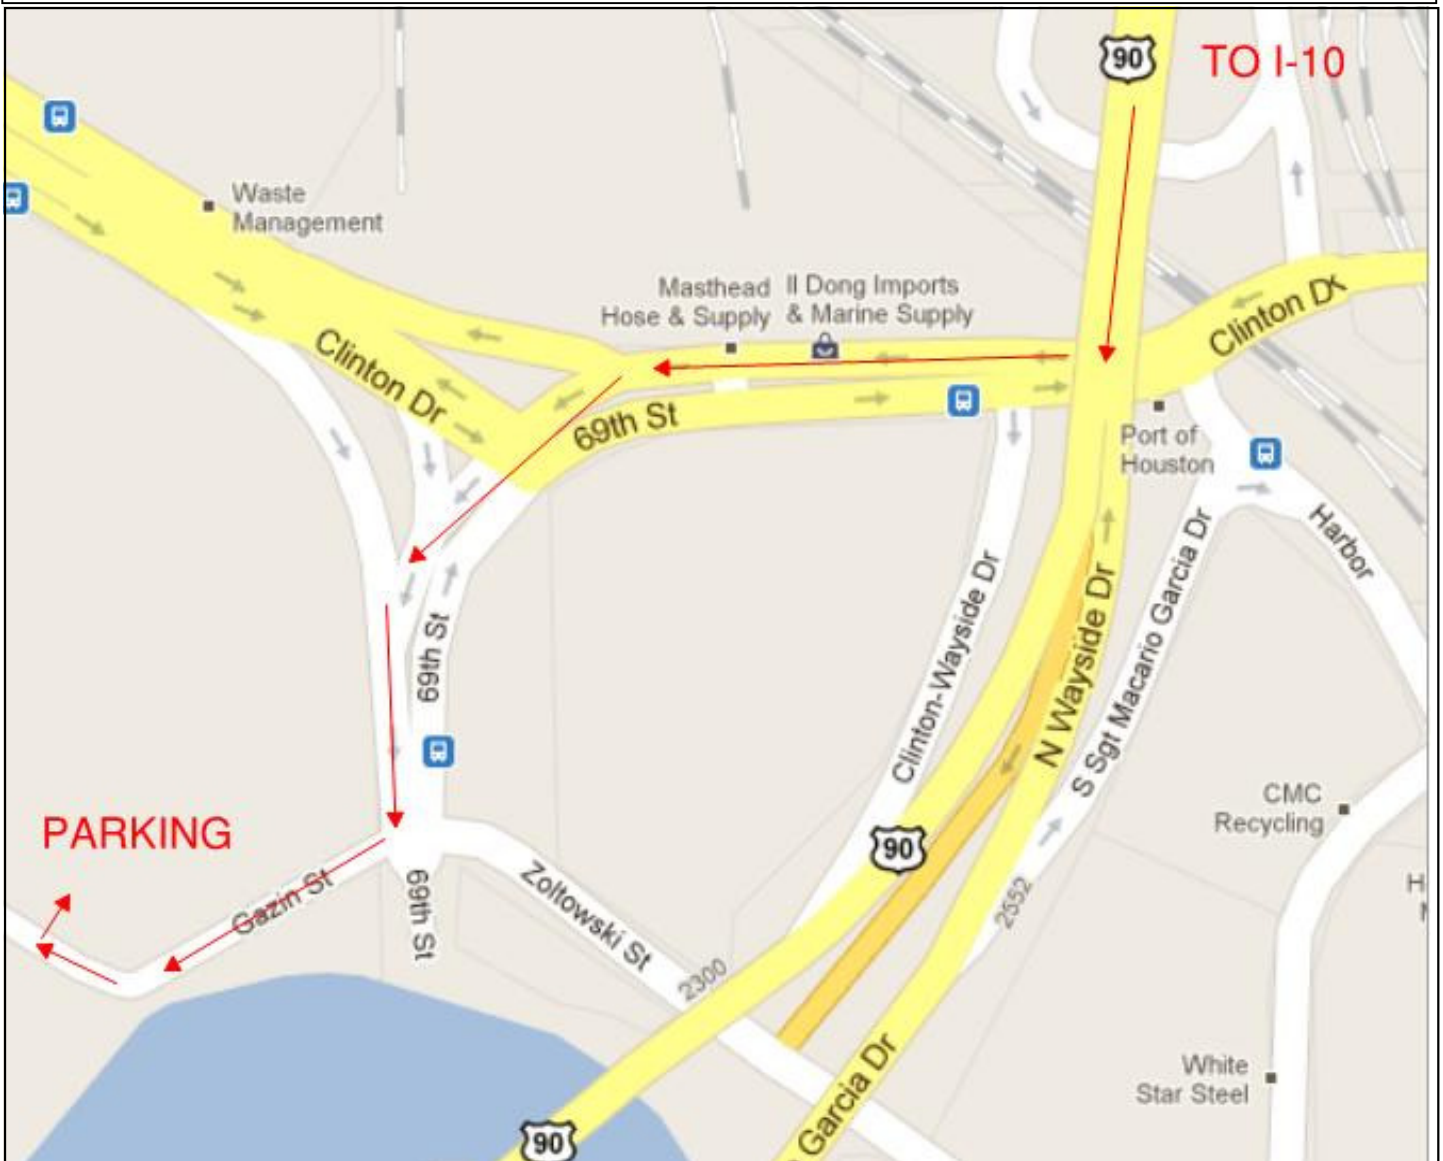 90
TO I-10
Waste
Management
Masthead
Hose & Supply
Il Dong Imports
& Marine Supply
Clinton Dr
Clinton Dr
69th St
Port of
Houston
Harbor
Clinton-Wayside Dr
N Wayside Dr
S Sgt Macario Garcia Dr
69th St
CMC
Recycling
PARKING
90
Gazin St
69th St
Zoltowski St
2552
2300
H
White
Star Steel
Garcia Dr
90